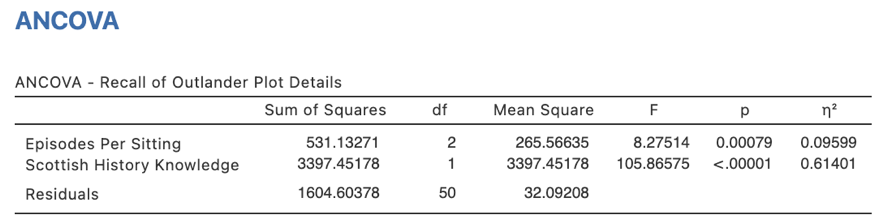 ANCOVA
ANCOVA - Recall of Outlander Plot Details
Sum of Squares df Mean Square F p η²
Episodes Per Sitting 531.13271 2 265.56635 8.27514 0.00079 0.09599
Scottish History Knowledge 3397.45178 1 3397.45178 105.86575 <.00001 0.61401
Residuals 1604.60378 50 32.09208